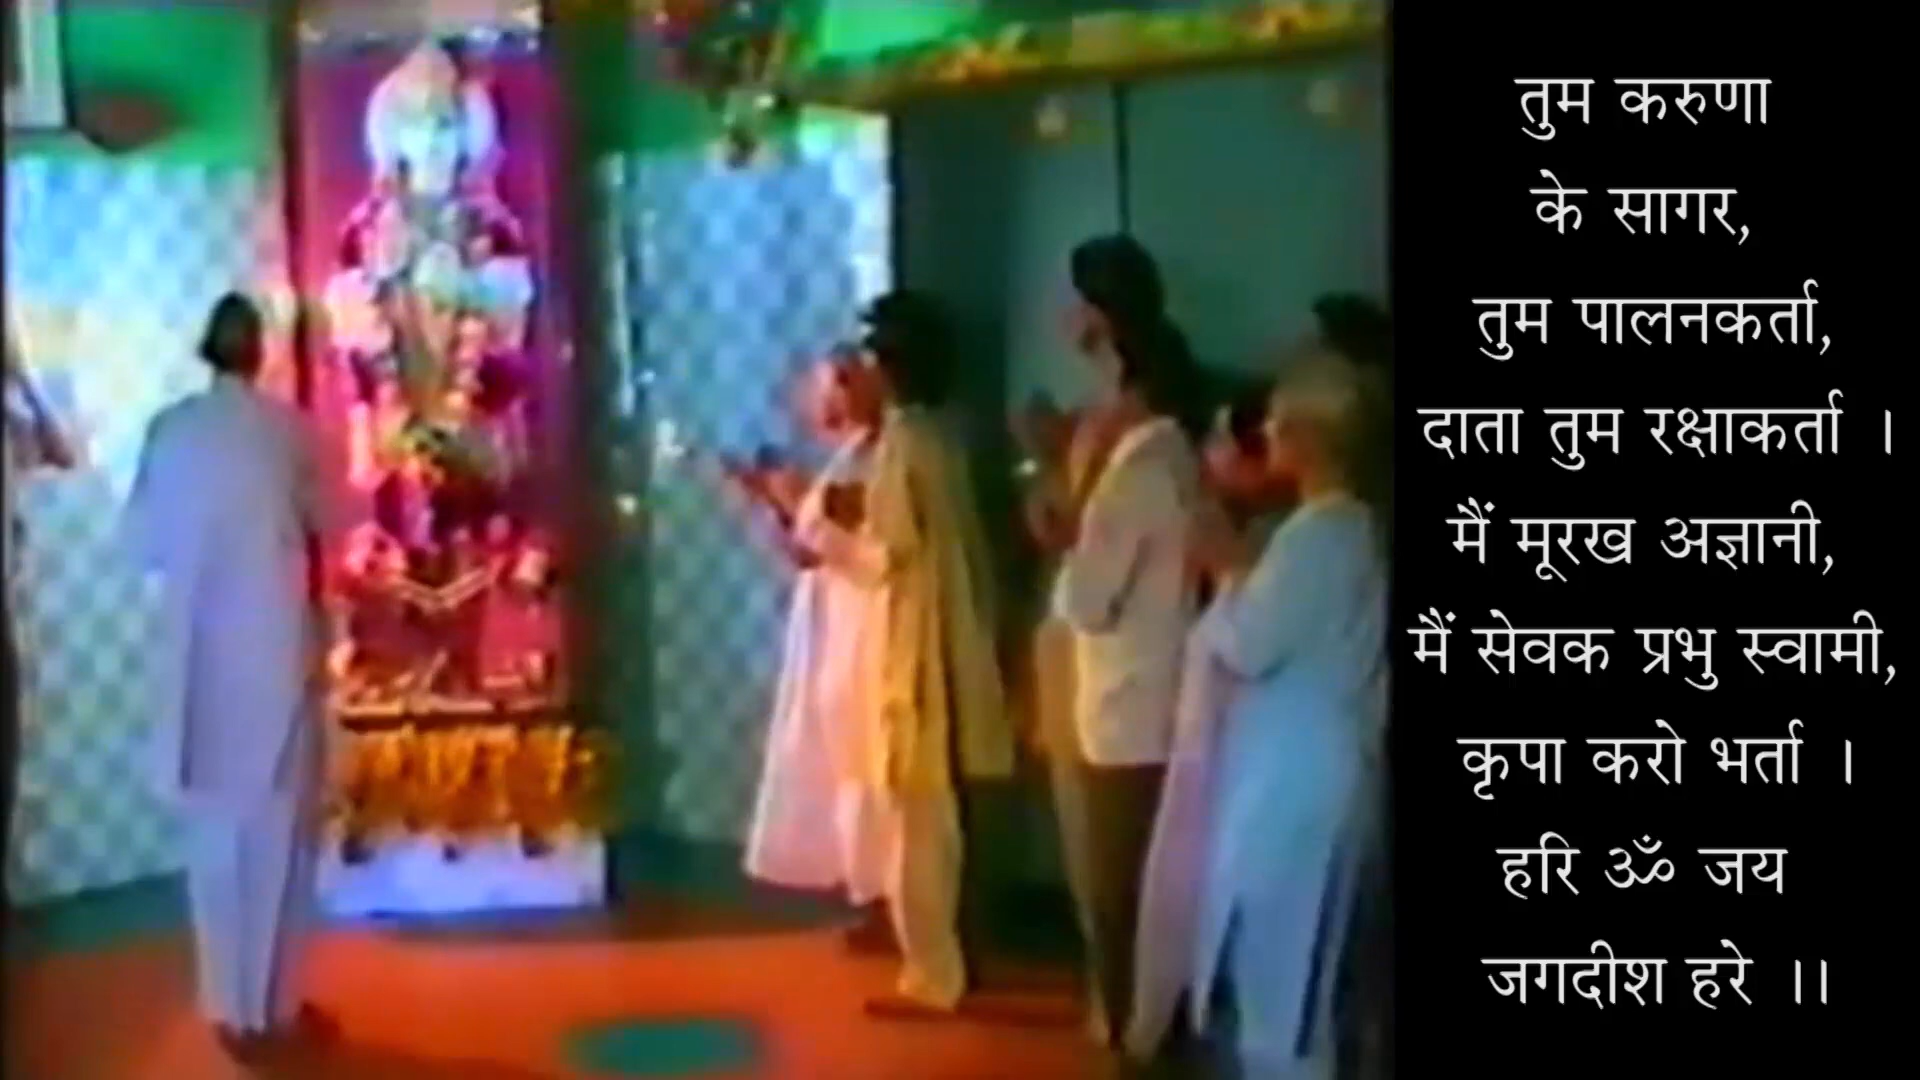 तुम करुणा
के सागर,
तुम पालनकर्ता,
दाता तुम रक्षाकर्ता ।
मैं मूरख अज्ञानी,
मैं सेवक प्रभु स्वामी,
कृपा करो भर्ता ।
हरि ॐ जय
जगदीश हरे ।।